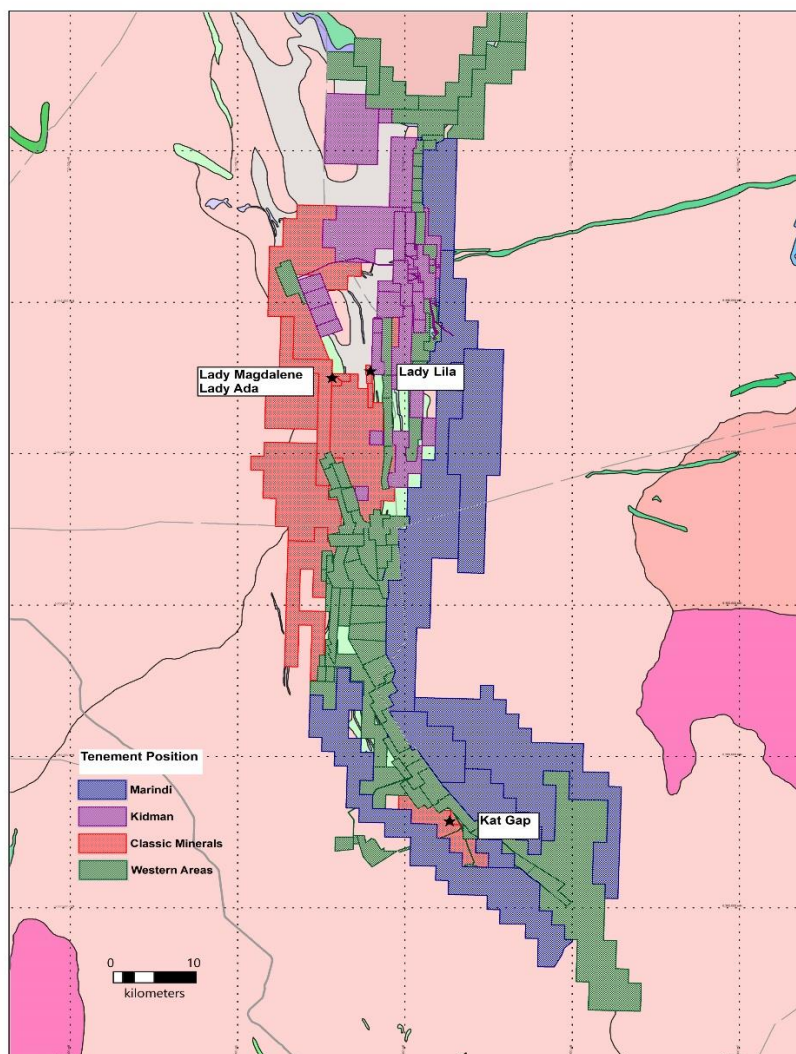 Lady Magdalene
Lady Ada
Lady Lila
Tenement Position
Marindi
Kidman
Classic Minerals
Western Areas
Kat Gap
0
10
kilometers